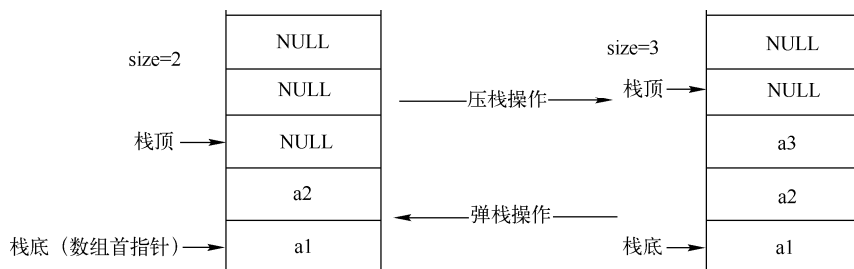 size=2
NULL
NULL
栈顶
NULL
a2
栈底（数组首指针）
a1
压栈操作
弹栈操作
size=3
NULL
栈顶
NULL
a3
a2
栈底
a1